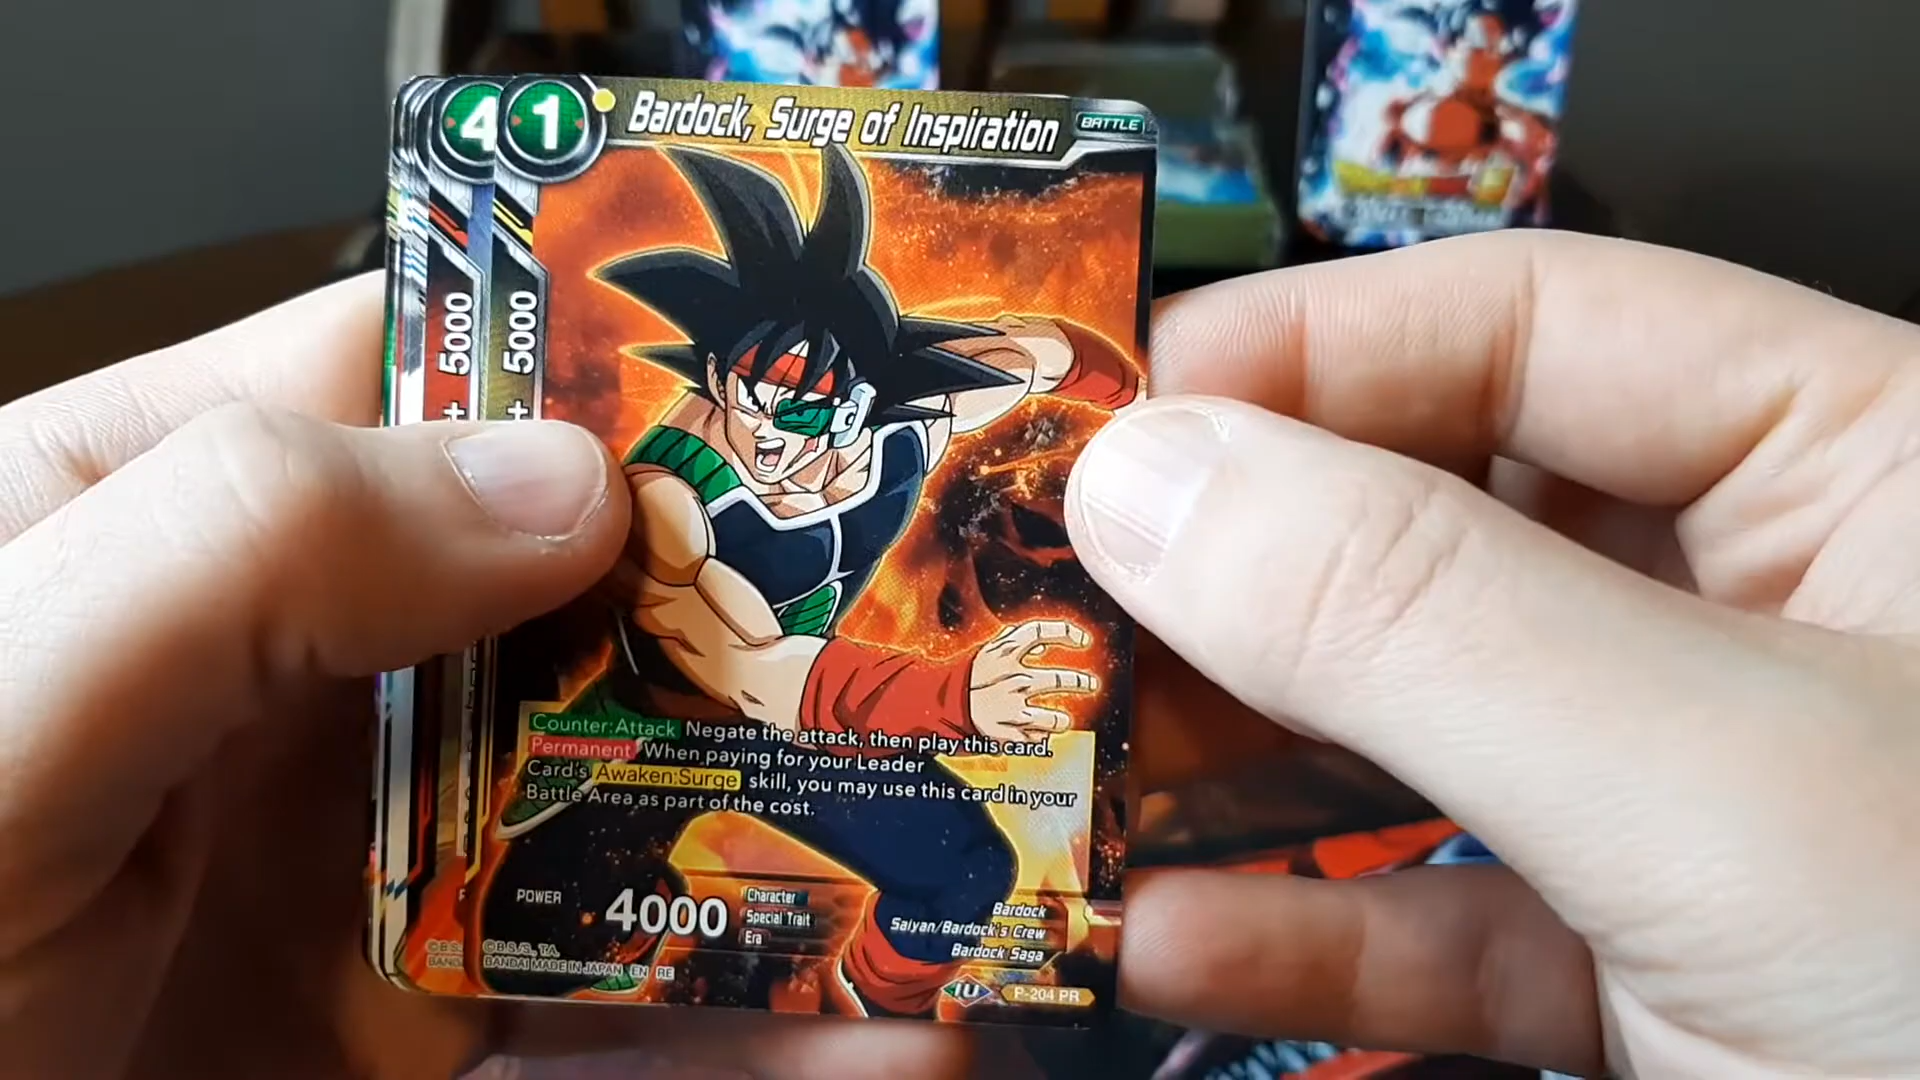 4
1
Bardock, Surge of Inspiration
BATTLE
+ 5000
+ 5000
Counter:Attack Negate the attack, then play this card.
Permanent When paying for your Leader
Card's Awaken:Surge skill, you may use this card in your
Battle Area as part of the cost.
POWER
4000
Character
Special Trait
Era
Bardock
Saiyan/Bardock's Crew
Bardock Saga
©B.S./S., T.A.
BANDAI MADE IN JAPAN EN RE
©B.S.
BAND
IU
P-204 PR